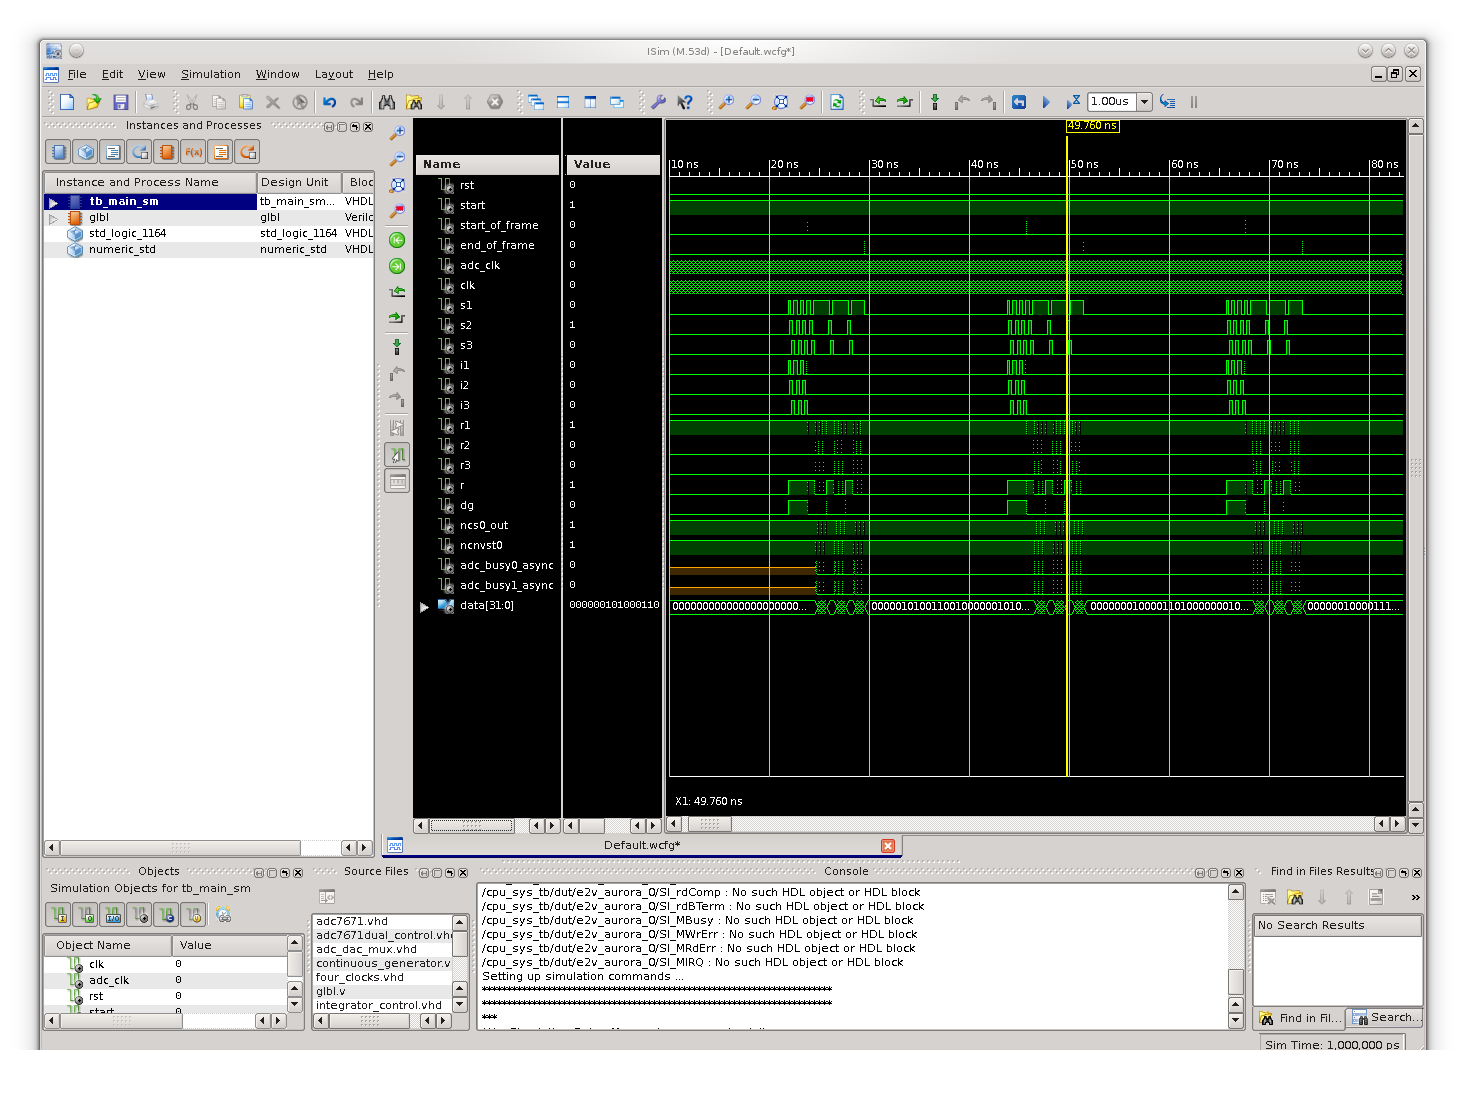 ISim (M.53d) - [Default.wcfg*]
File Edit View Simulation Window Layout Help
1.00us
Instances and Processes
Instance and Process Name Design Unit Bloc
tb_main_sm tb_main_sm... VHDL
glbl glbl Verilo
std_logic_1164 std_logic_1164 VHDL
numeric_std numeric_std VHDL
49.760 ns
Name Value
10 ns 20 ns 30 ns 40 ns 50 ns 60 ns 70 ns 80 ns
rst 0
start 1
start_of_frame 0
end_of_frame 0
adc_clk 0
clk 0
s1 0
s2 1
s3 0
i1 0
i2 0
i3 0
r1 1
r2 0
r3 0
r 1
dg 0
ncs0_out 1
ncnvst0 1
adc_busy0_async 0
adc_busy1_async 0
data[31:0] 000000101000110
X1: 49.760 ns
Default.wcfg*
Objects
Simulation Objects for tb_main_sm
Object Name Value
clk 0
adc_clk 0
rst 0
start 0
Source Files
adc7671.vhd
adc7671dual_control.vhd
adc_dac_mux.vhd
continuous_generator.v
four_clocks.vhd
glbl.v
integrator_control.vhd
Console
/cpu_sys_tb/dut/e2v_aurora_0/Sl_rdComp : No such HDL object or HDL block
/cpu_sys_tb/dut/e2v_aurora_0/Sl_rdBTerm : No such HDL object or HDL block
/cpu_sys_tb/dut/e2v_aurora_0/Sl_MBusy : No such HDL object or HDL block
/cpu_sys_tb/dut/e2v_aurora_0/Sl_MWrErr : No such HDL object or HDL block
/cpu_sys_tb/dut/e2v_aurora_0/Sl_MRdErr : No such HDL object or HDL block
/cpu_sys_tb/dut/e2v_aurora_0/Sl_MIRQ : No such HDL object or HDL block
Setting up simulation commands ...
***
Find in Files Results
No Search Results
Find in Fil... Search...
Sim Time: 1,000,000 ps